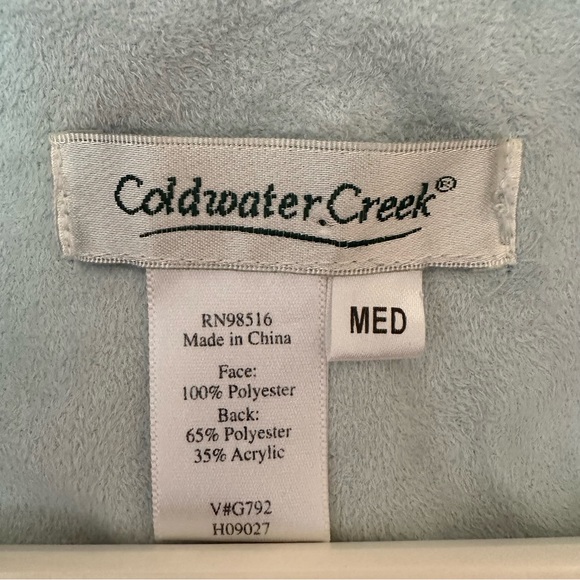 Coldwater Creek®
MED
RN98516
Made in China
Face:
100% Polyester
Back:
65% Polyester
35% Acrylic
V#G792
H09027